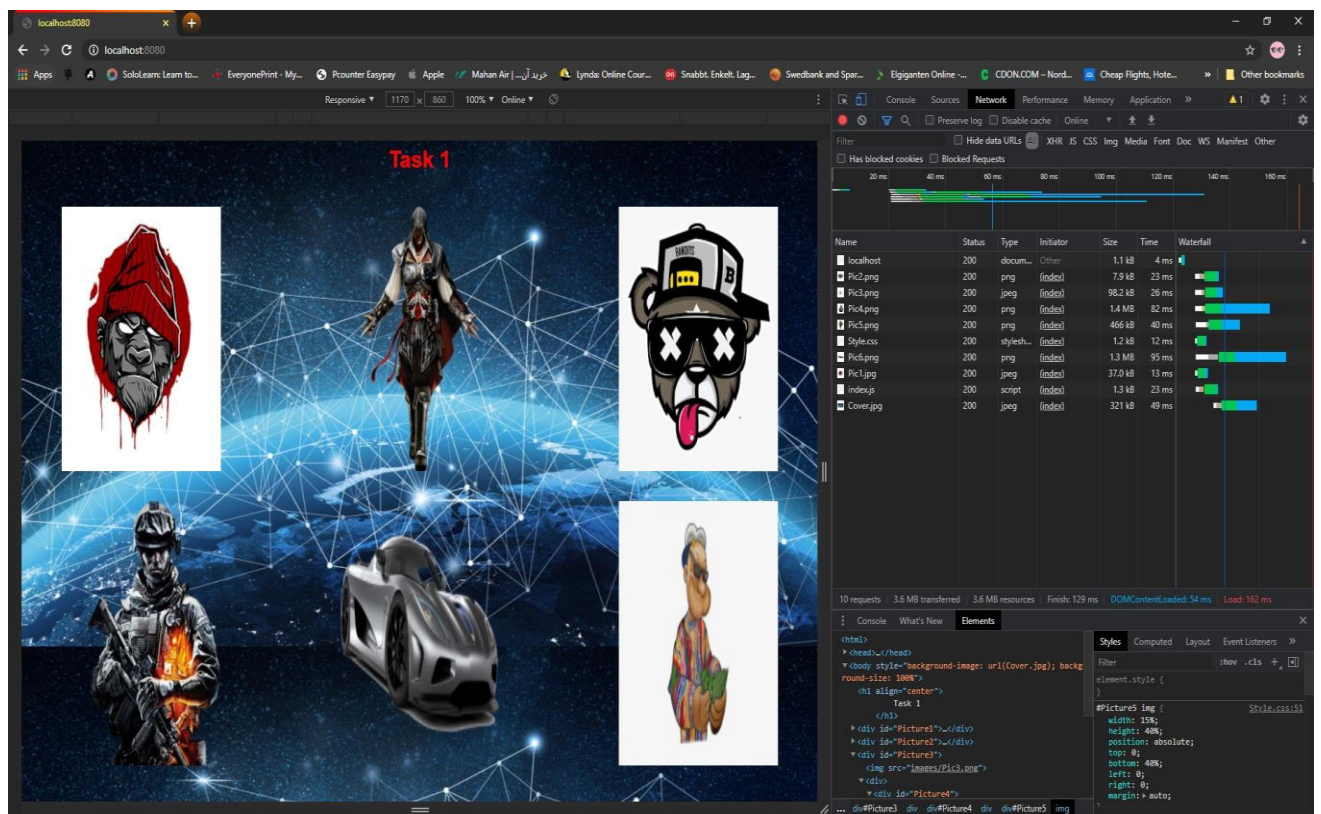 localhost:8080 × +
localhost:8080
Apps A SoloLearn: Learn to... EveryonePrint - My... Pcounter Easypay Apple Mahan Air | خرید آن... Lynda: Online Cour... Snabbt. Enkelt. Lag... Swedbank and Spar... Elgiganten Online -... CDON.COM – Nord... Cheap Flights, Hote... » Other bookmarks
Responsive ▼ 1170 x 860 100% ▼ Online ▼
Console Sources Network Performance Memory Application » 1
Preserve log Disable cache Online ▼
Filter Hide data URLs XHR JS CSS Img Media Font Doc WS Manifest Other
Has blocked cookies Blocked Requests
20 ms 40 ms 60 ms 80 ms 100 ms 120 ms 140 ms 160 ms
Task 1
BANDITS
B
Name Status Type Initiator Size Time Waterfall
localhost 200 docum... Other 1.1 kB 4 ms
Pic2.png 200 png (index) 7.9 kB 23 ms
Pic3.png 200 jpeg (index) 98.2 kB 26 ms
Pic4.png 200 png (index) 1.4 MB 82 ms
Pic5.png 200 png (index) 466 kB 40 ms
Style.css 200 stylesh... (index) 1.2 kB 12 ms
Pic6.png 200 png (index) 1.3 MB 95 ms
Pic1.jpg 200 jpeg (index) 37.0 kB 13 ms
index.js 200 script (index) 1.3 kB 23 ms
Cover.jpg 200 jpeg (index) 321 kB 49 ms
10 requests 3.6 MB transferred 3.6 MB resources Finish: 129 ms DOMContentLoaded: 54 ms Load: 162 ms
Console What's New Elements
<html>
▶<head>…</head>
▼<body style="background-image: url(Cover.jpg); backg
round-size: 100%">
<h1 align="center">
Task 1
</h1>
▶<div id="Picture1">…</div>
▶<div id="Picture2">…</div>
▼<div id="Picture3">
<img src="images/Pic3.png">
▼<div>
▼<div id="Picture4">
... div#Picture3 div div#Picture4 div div#Picture5 img
Styles Computed Layout Event Listeners »
Filter :hov .cls +
element.style {
}
#Picture5 img { Style.css:51
width: 15%;
height: 40%;
position: absolute;
top: 0;
bottom: 40%;
left: 0;
right: 0;
margin: ▶ auto;